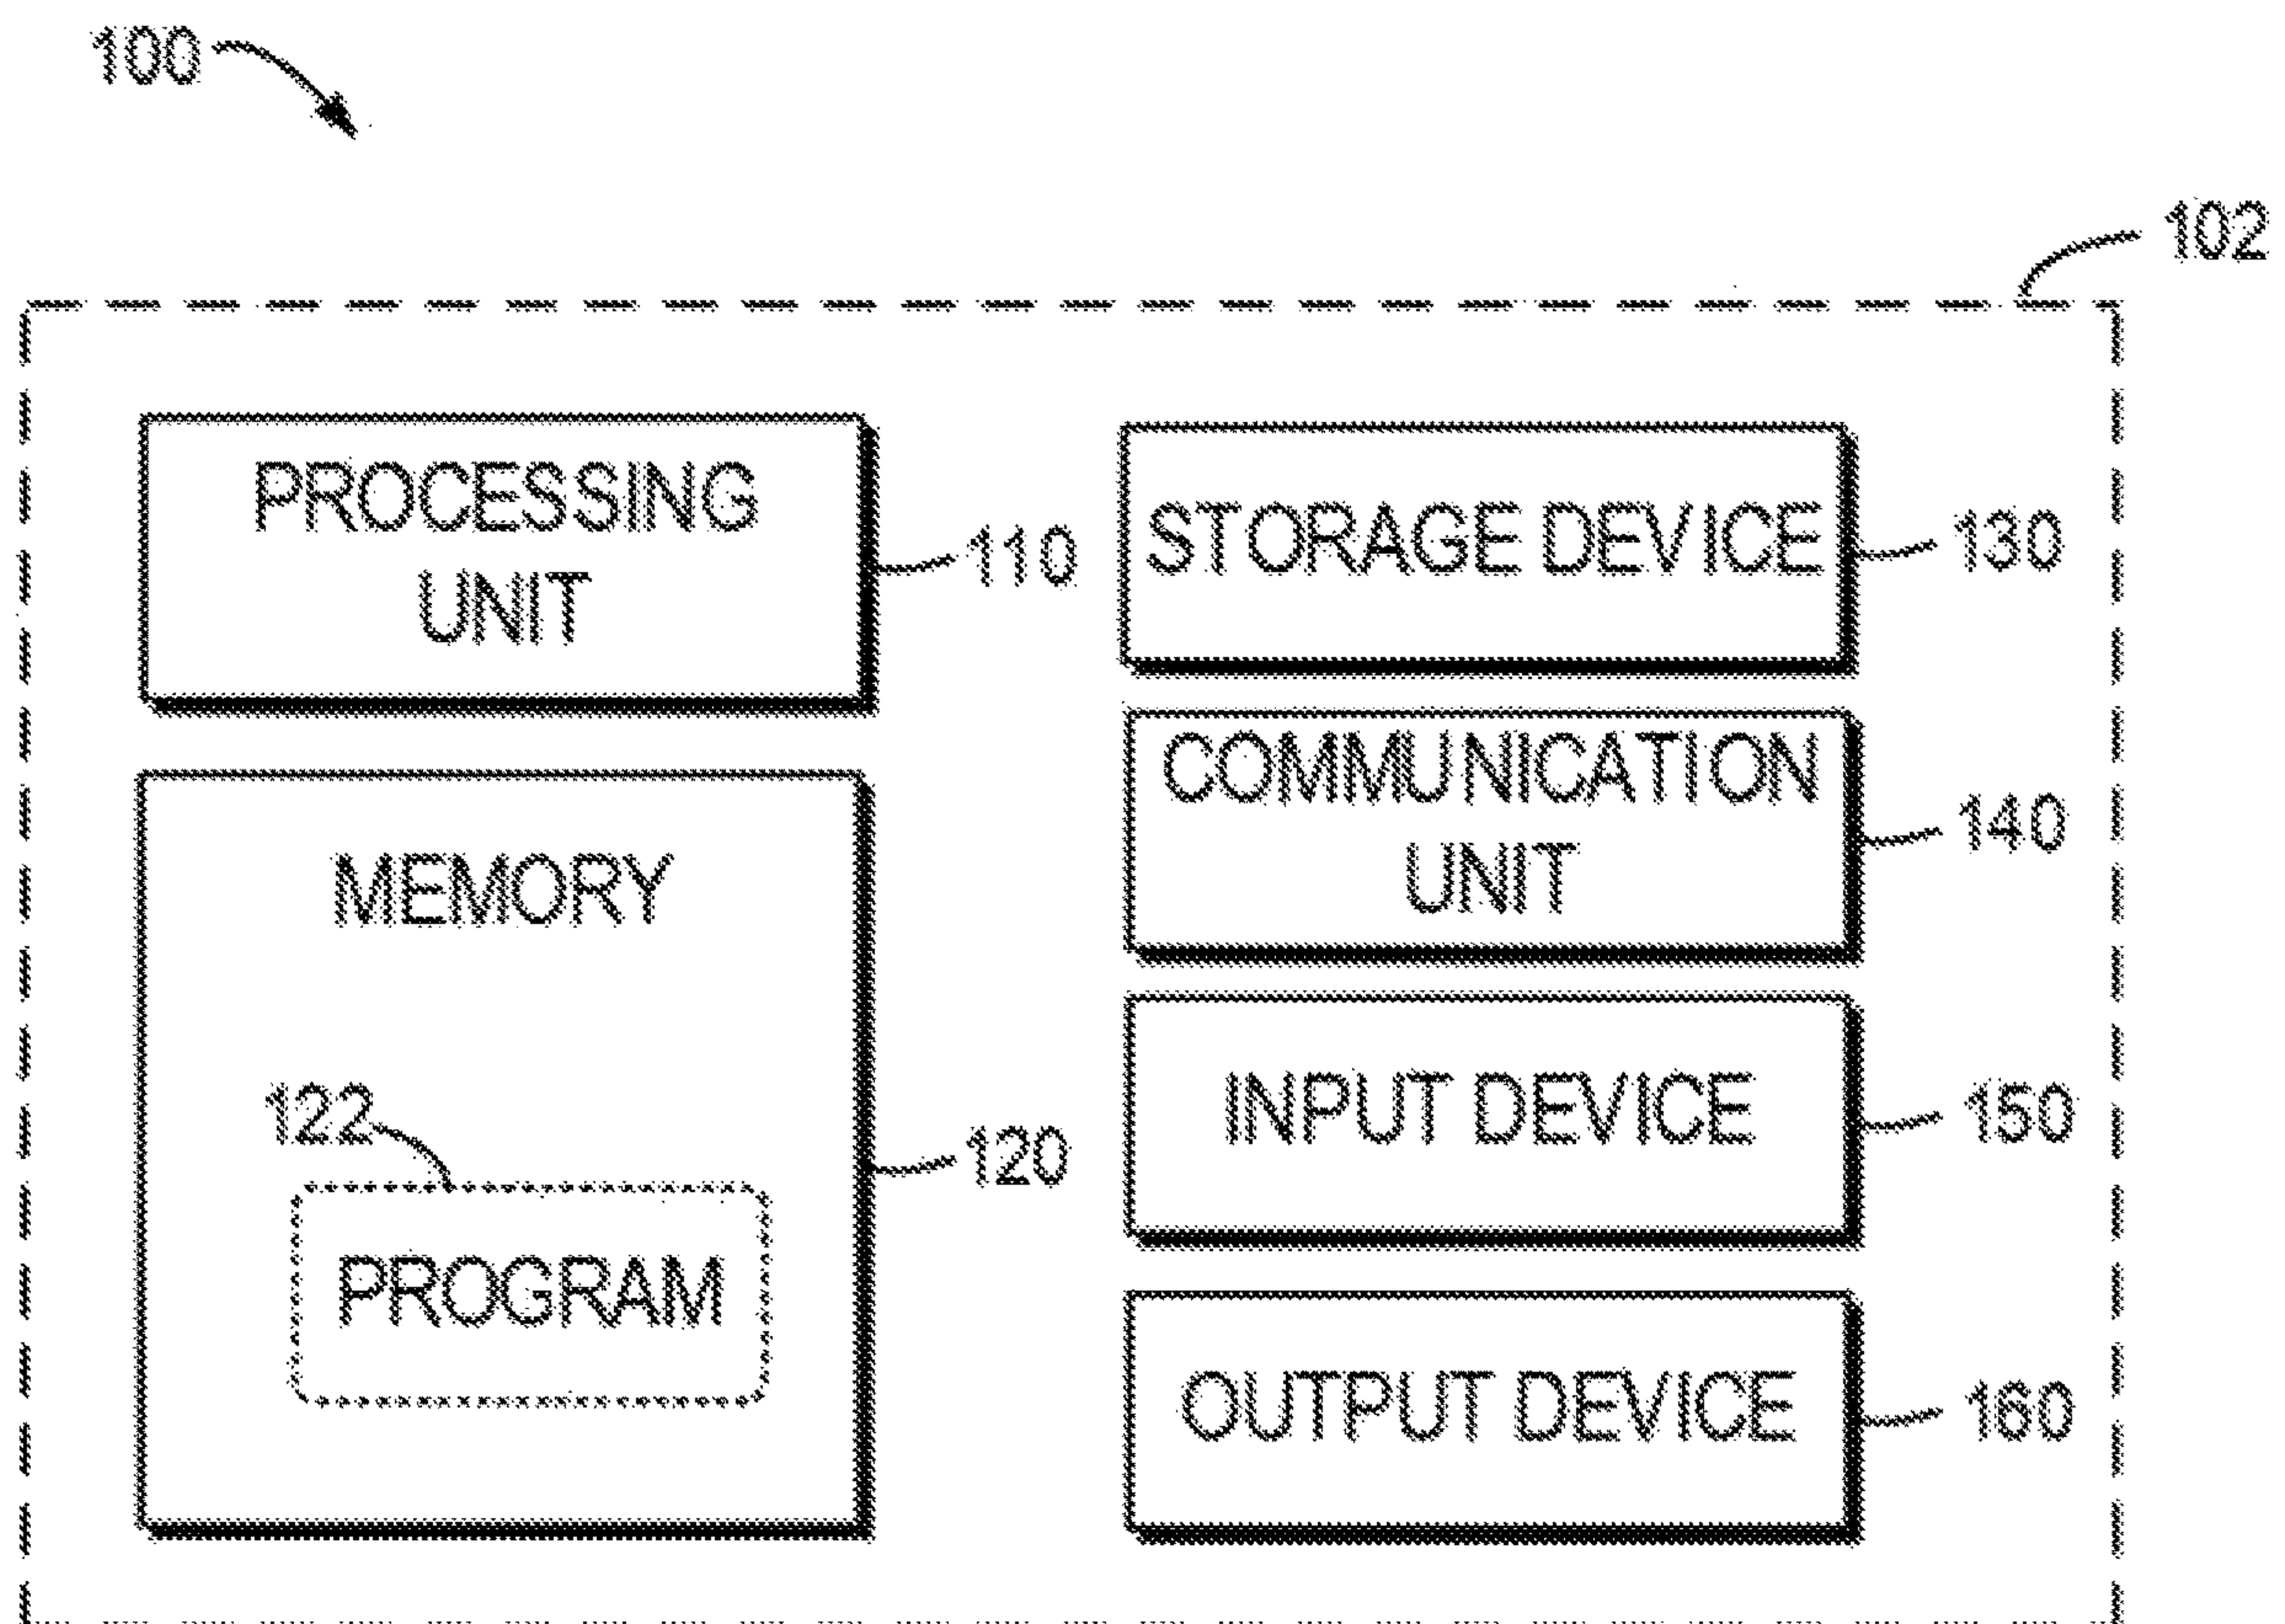 100
102
PROCESSING
UNIT
110
MEMORY
122
PROGRAM
120
STORAGE DEVICE
130
COMMUNICATION
UNIT
140
INPUT DEVICE
150
OUTPUT DEVICE
160